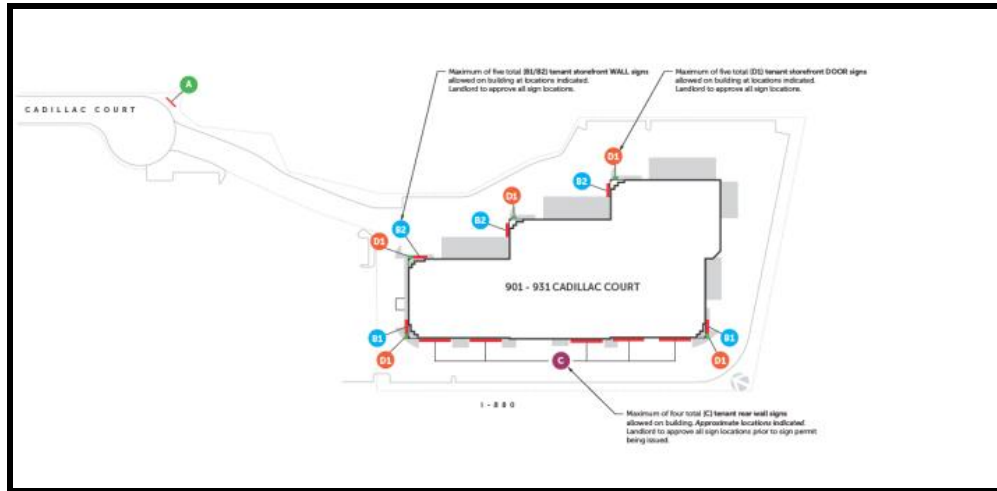 A
CADILLAC COURT
Maximum of five total (B1/B2) tenant storefront WALL signs
allowed on building at locations indicated.
Landlord to approve all sign locations.
Maximum of five total (D1) tenant storefront DOOR signs
allowed on building at locations indicated.
Landlord to approve all sign locations.
D1
B2
D1
B2
B2
D1
901 - 931 CADILLAC COURT
B1
B1
D1
D1
C
I-880
Maximum of four total (C) tenant rear wall signs
allowed on building. Approximate locations indicated.
Landlord to approve all sign locations prior to sign permit
being issued.